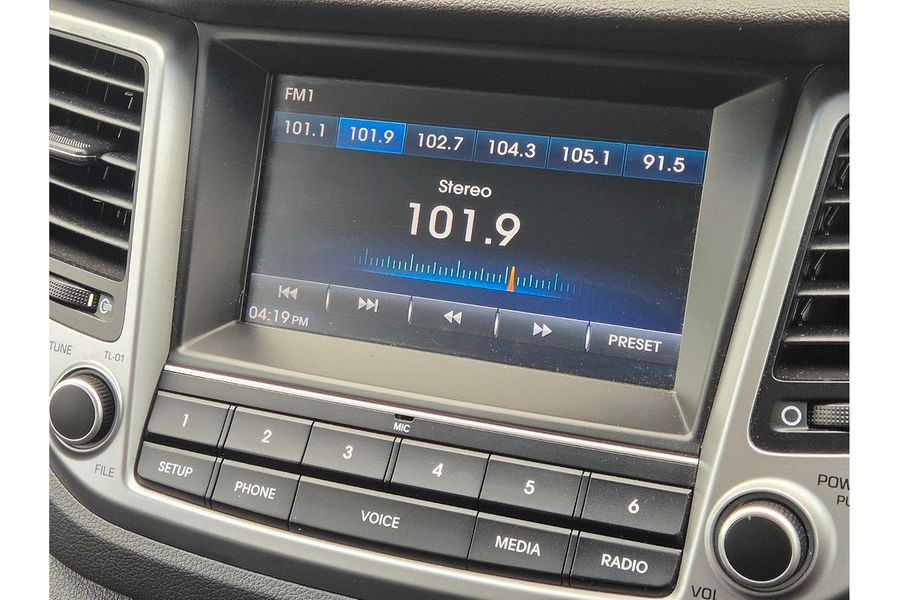 FM1
101.1 101.9 102.7 104.3 105.1 91.5
Stereo
101.9
04:19 PM
PRESET
TUNE
TL-01
FILE
MIC
1 2 3 4 5 6
SETUP PHONE VOICE MEDIA RADIO
VOL